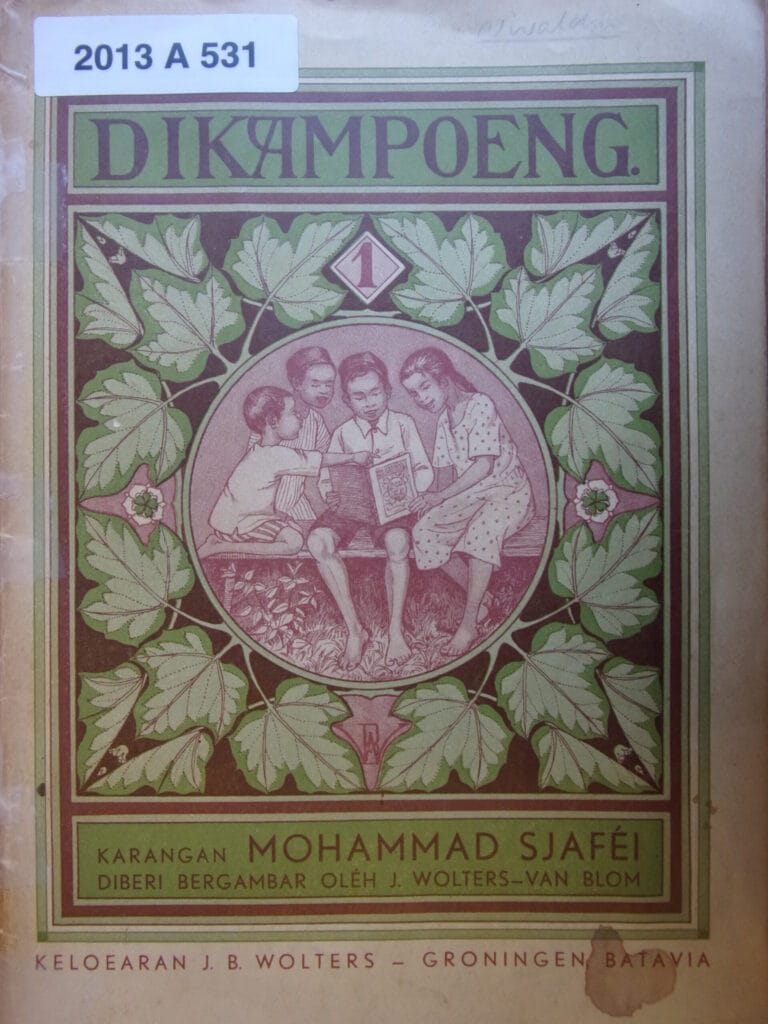 2013 A 531
DIKAMPOENG.
1
KARANGAN MOHAMMAD SJAFÉI
DIBERI BERGAMBAR OLÉH J. WOLTERS–VAN BLOM
KELOEARAN J. B. WOLTERS – GRONINGEN BATAVIA